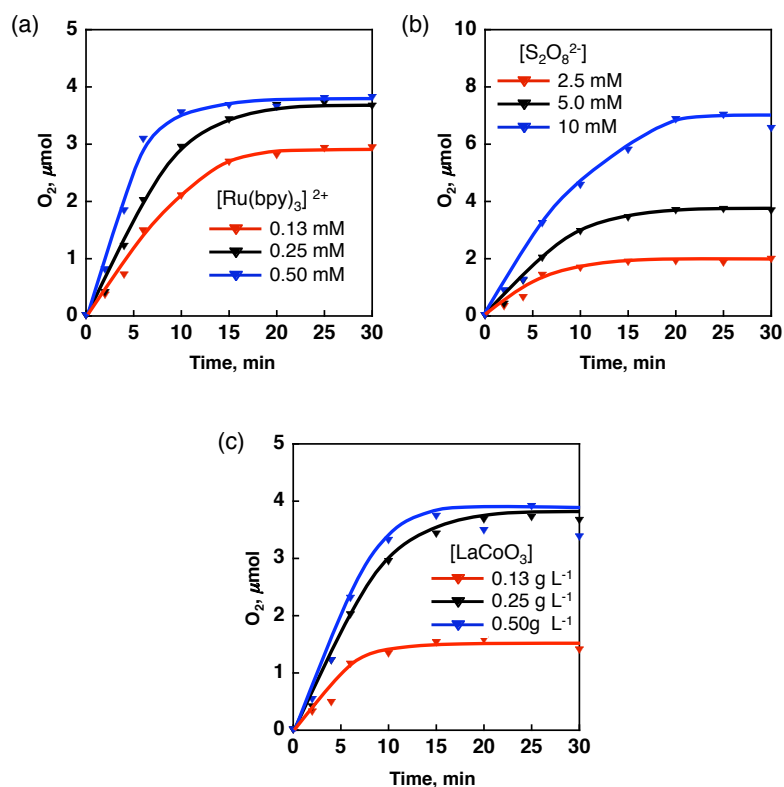 (a)
5
4
3
2
1
0
O₂, μmol
[Ru(bpy)₃] ²⁺
0.13 mM
0.25 mM
0.50 mM
0 5 10 15 20 25 30
Time, min
(b)
10
8
6
4
2
0
O₂, μmol
[S₂O₈²⁻]
2.5 mM
5.0 mM
10 mM
0 5 10 15 20 25 30
Time, min
(c)
5
4
3
2
1
0
O₂, μmol
[LaCoO₃]
0.13 g L⁻¹
0.25 g L⁻¹
0.50g L⁻¹
0 5 10 15 20 25 30
Time, min